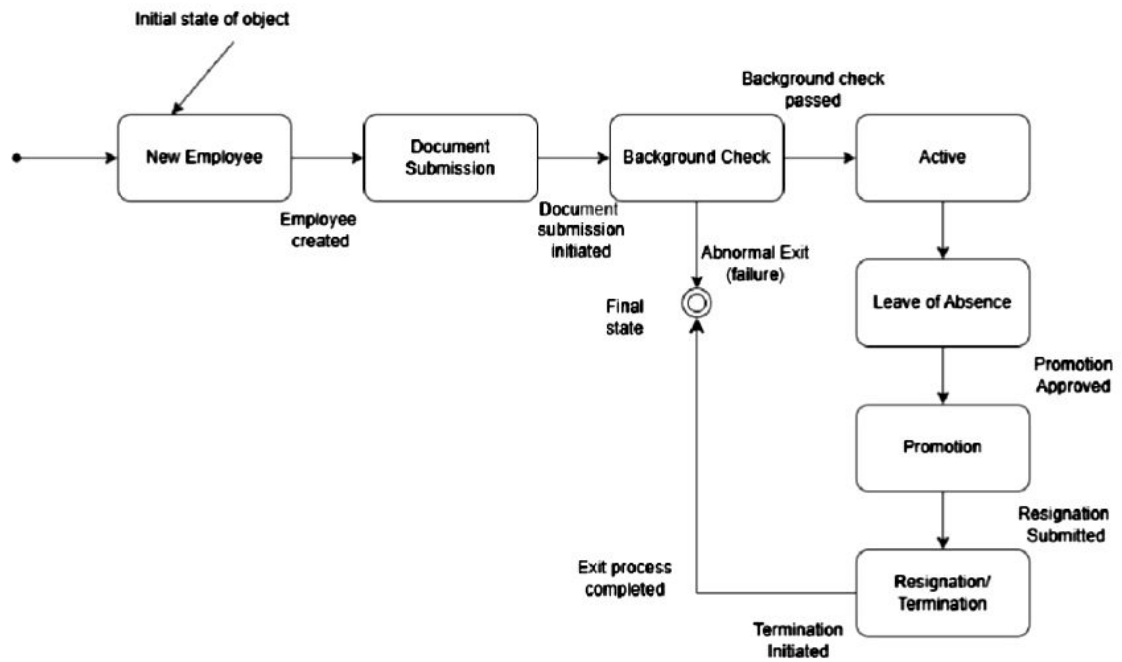 Initial state of object
Background check
passed
New Employee
Document
Submission
Background Check
Active
Employee
created
Document
submission
initiated
Abnormal Exit
(failure)
Final
state
Leave of Absence
Promotion
Approved
Promotion
Resignation
Submitted
Exit process
completed
Resignation/
Termination
Termination
Initiated